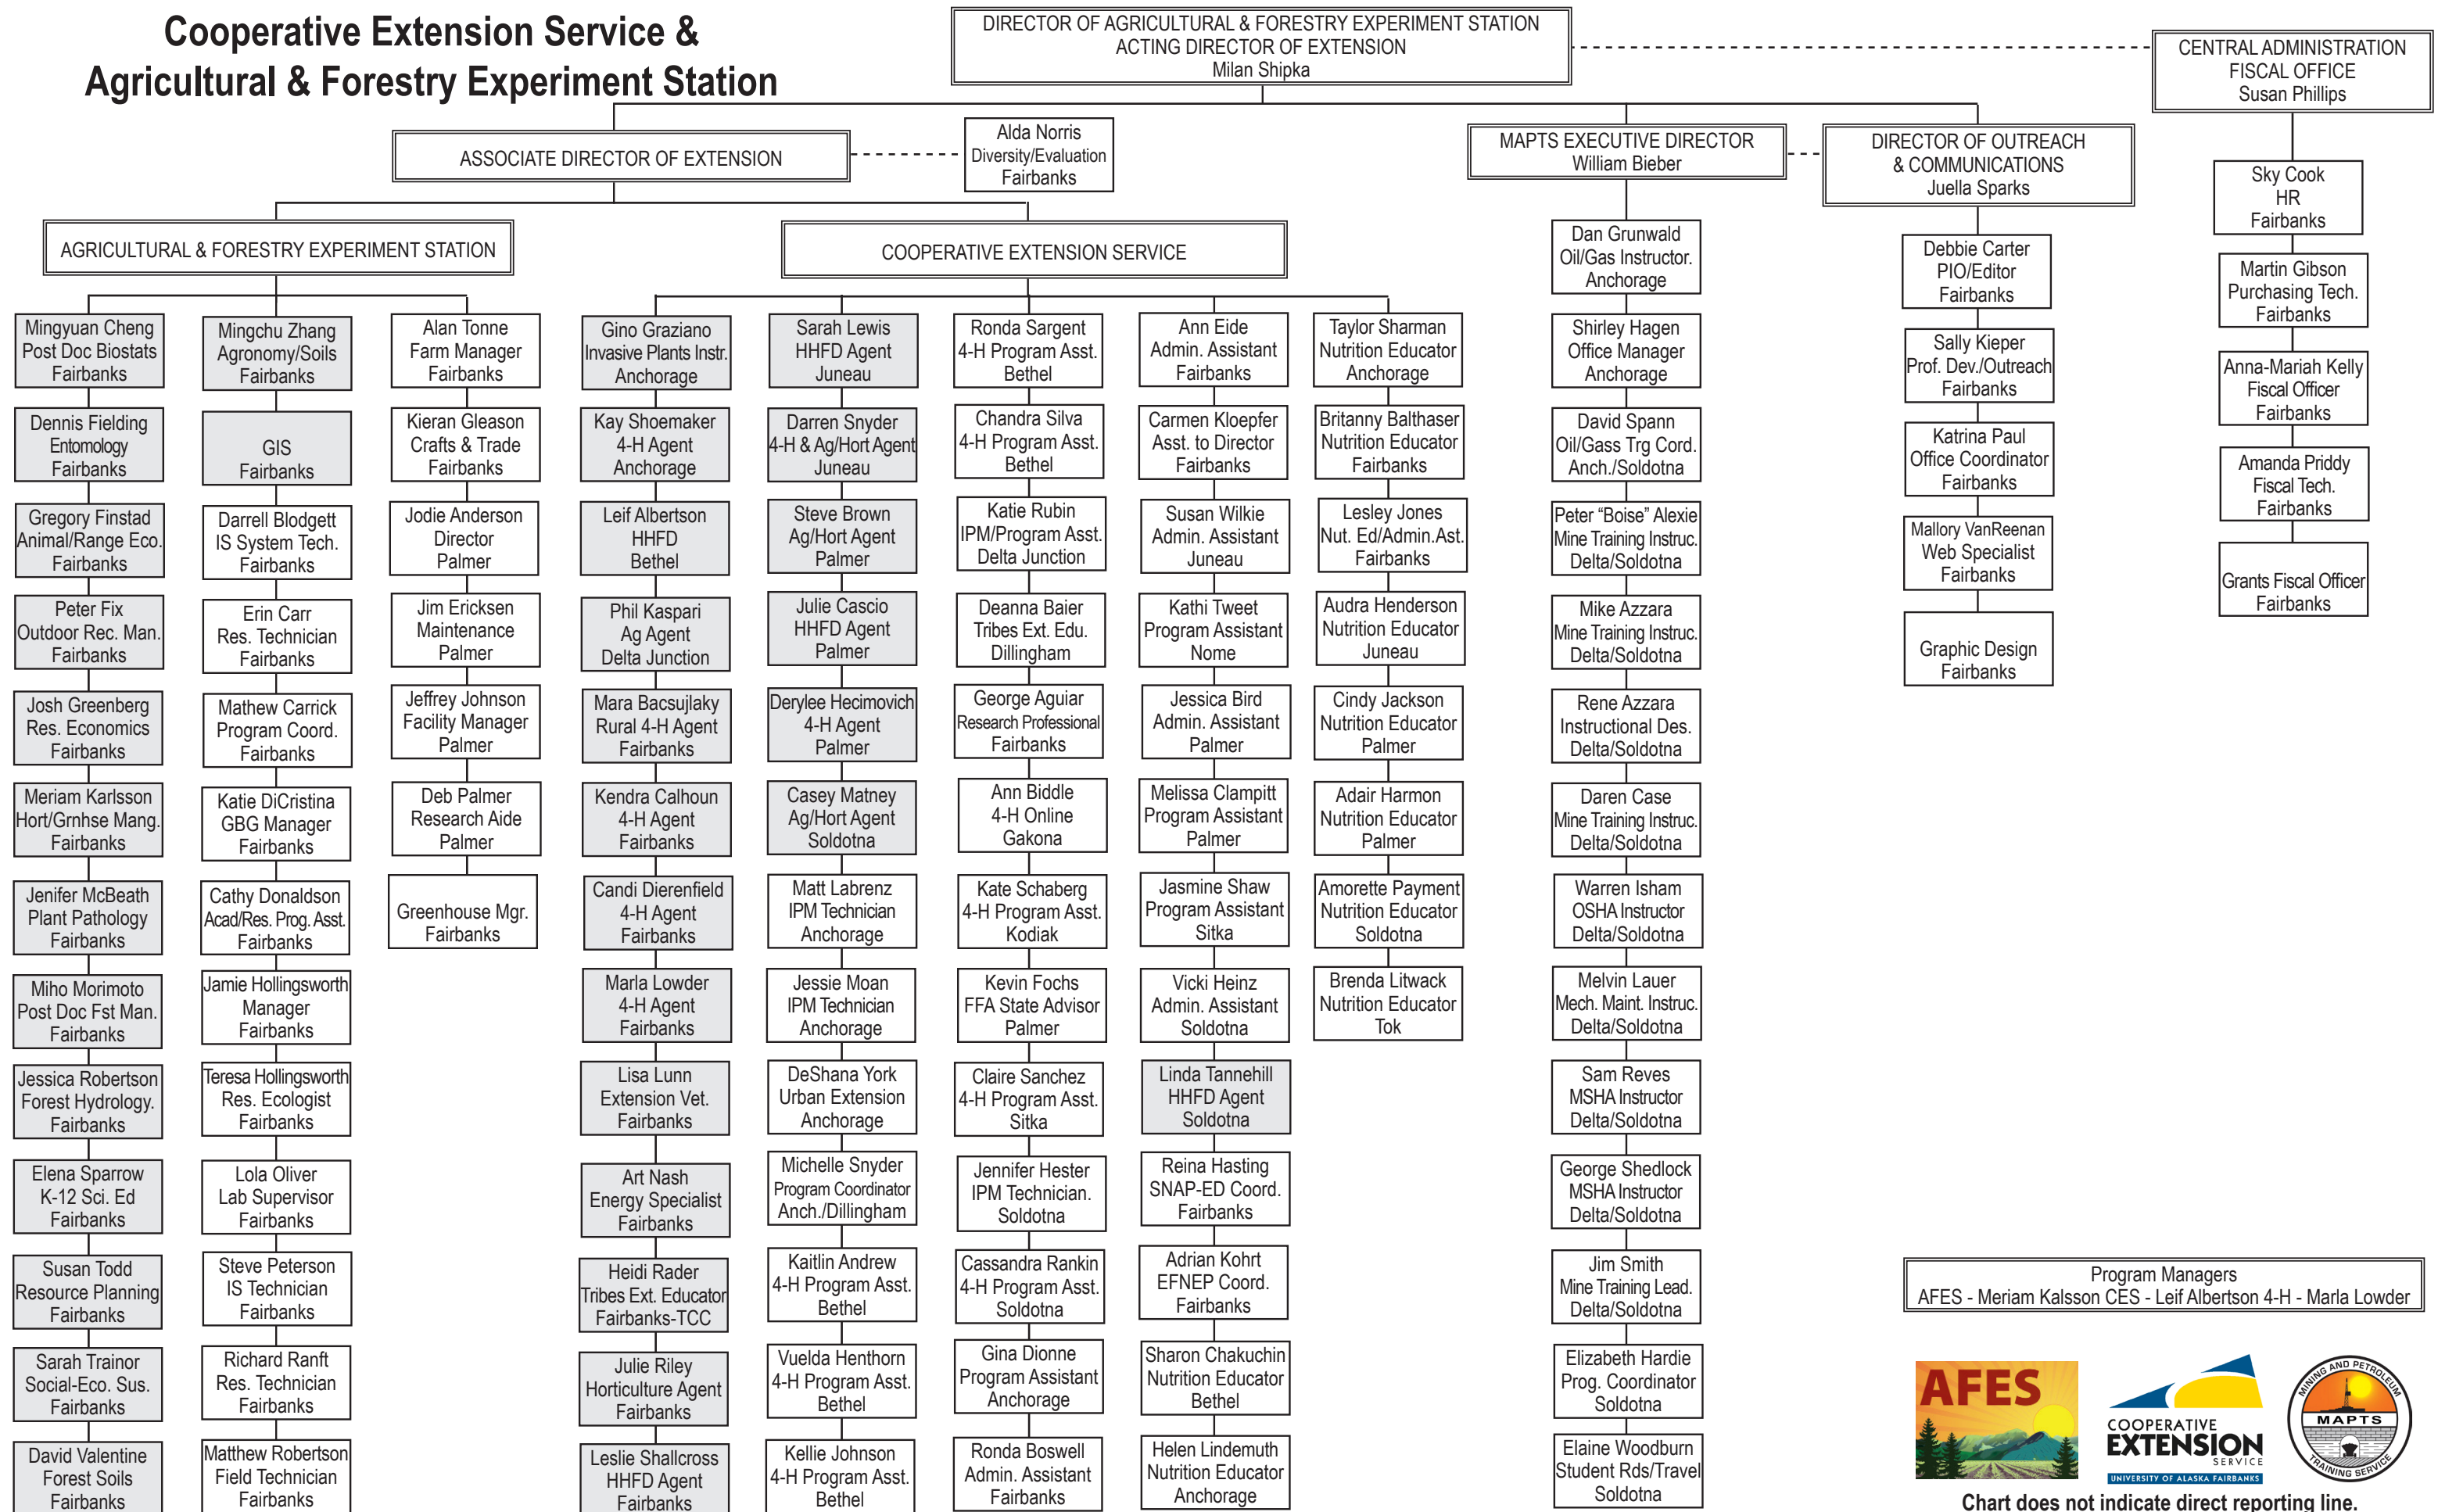 Cooperative Extension Service &
Agricultural & Forestry Experiment Station
DIRECTOR OF AGRICULTURAL & FORESTRY EXPERIMENT STATION
ACTING DIRECTOR OF EXTENSION
Milan Shipka
CENTRAL ADMINISTRATION
FISCAL OFFICE
Susan Phillips
ASSOCIATE DIRECTOR OF EXTENSION
Alda Norris
Diversity/Evaluation
Fairbanks
MAPTS EXECUTIVE DIRECTOR
William Bieber
DIRECTOR OF OUTREACH
& COMMUNICATIONS
Juella Sparks
AGRICULTURAL & FORESTRY EXPERIMENT STATION
COOPERATIVE EXTENSION SERVICE
Mingyuan Cheng
Post Doc Biostats
Fairbanks
Dennis Fielding
Entomology
Fairbanks
Gregory Finstad
Animal/Range Eco.
Fairbanks
Peter Fix
Outdoor Rec. Man.
Fairbanks
Josh Greenberg
Res. Economics
Fairbanks
Meriam Karlsson
Hort/Grnhse Mang.
Fairbanks
Jenifer McBeath
Plant Pathology
Fairbanks
Miho Morimoto
Post Doc Fst Man.
Fairbanks
Jessica Robertson
Forest Hydrology.
Fairbanks
Elena Sparrow
K-12 Sci. Ed
Fairbanks
Susan Todd
Resource Planning
Fairbanks
Sarah Trainor
Social-Eco. Sus.
Fairbanks
David Valentine
Forest Soils
Fairbanks
Mingchu Zhang
Agronomy/Soils
Fairbanks
GIS
Fairbanks
Darrell Blodgett
IS System Tech.
Fairbanks
Erin Carr
Res. Technician
Fairbanks
Mathew Carrick
Program Coord.
Fairbanks
Katie DiCristina
GBG Manager
Fairbanks
Cathy Donaldson
Acad/Res. Prog. Asst.
Fairbanks
Jamie Hollingsworth
Manager
Fairbanks
Teresa Hollingsworth
Res. Ecologist
Fairbanks
Lola Oliver
Lab Supervisor
Fairbanks
Steve Peterson
IS Technician
Fairbanks
Richard Ranft
Res. Technician
Fairbanks
Matthew Robertson
Field Technician
Fairbanks
Alan Tonne
Farm Manager
Fairbanks
Kieran Gleason
Crafts & Trade
Fairbanks
Jodie Anderson
Director
Palmer
Jim Ericksen
Maintenance
Palmer
Jeffrey Johnson
Facility Manager
Palmer
Deb Palmer
Research Aide
Palmer
Greenhouse Mgr.
Fairbanks
Gino Graziano
Invasive Plants Instr.
Anchorage
Kay Shoemaker
4-H Agent
Anchorage
Leif Albertson
HHFD
Bethel
Phil Kaspari
Ag Agent
Delta Junction
Mara Bacsujlaky
Rural 4-H Agent
Fairbanks
Kendra Calhoun
4-H Agent
Fairbanks
Candi Dierenfield
4-H Agent
Fairbanks
Marla Lowder
4-H Agent
Fairbanks
Lisa Lunn
Extension Vet.
Fairbanks
Art Nash
Energy Specialist
Fairbanks
Heidi Rader
Tribes Ext. Educator
Fairbanks-TCC
Julie Riley
Horticulture Agent
Fairbanks
Leslie Shallcross
HHFD Agent
Fairbanks
Sarah Lewis
HHFD Agent
Juneau
Darren Snyder
4-H & Ag/Hort Agent
Juneau
Steve Brown
Ag/Hort Agent
Palmer
Julie Cascio
HHFD Agent
Palmer
Derylee Hecimovich
4-H Agent
Palmer
Casey Matney
Ag/Hort Agent
Soldotna
Matt Labrenz
IPM Technician
Anchorage
Jessie Moan
IPM Technician
Anchorage
DeShana York
Urban Extension
Anchorage
Michelle Snyder
Program Coordinator
Anch./Dillingham
Kaitlin Andrew
4-H Program Asst.
Bethel
Vuelda Henthorn
4-H Program Asst.
Bethel
Kellie Johnson
4-H Program Asst.
Bethel
Ronda Sargent
4-H Program Asst.
Bethel
Chandra Silva
4-H Program Asst.
Bethel
Katie Rubin
IPM/Program Asst.
Delta Junction
Deanna Baier
Tribes Ext. Edu.
Dillingham
George Aguiar
Research Professional
Fairbanks
Ann Biddle
4-H Online
Gakona
Kate Schaberg
4-H Program Asst.
Kodiak
Kevin Fochs
FFA State Advisor
Palmer
Claire Sanchez
4-H Program Asst.
Sitka
Jennifer Hester
IPM Technician.
Soldotna
Cassandra Rankin
4-H Program Asst.
Soldotna
Gina Dionne
Program Assistant
Anchorage
Ronda Boswell
Admin. Assistant
Fairbanks
Ann Eide
Admin. Assistant
Fairbanks
Carmen Kloepfer
Asst. to Director
Fairbanks
Susan Wilkie
Admin. Assistant
Juneau
Kathi Tweet
Program Assistant
Nome
Jessica Bird
Admin. Assistant
Palmer
Melissa Clampitt
Program Assistant
Palmer
Jasmine Shaw
Program Assistant
Sitka
Vicki Heinz
Admin. Assistant
Soldotna
Linda Tannehill
HHFD Agent
Soldotna
Reina Hasting
SNAP-ED Coord.
Fairbanks
Adrian Kohrt
EFNEP Coord.
Fairbanks
Sharon Chakuchin
Nutrition Educator
Bethel
Helen Lindemuth
Nutrition Educator
Anchorage
Taylor Sharman
Nutrition Educator
Anchorage
Britanny Balthaser
Nutrition Educator
Fairbanks
Lesley Jones
Nut. Ed/Admin.Ast.
Fairbanks
Audra Henderson
Nutrition Educator
Juneau
Cindy Jackson
Nutrition Educator
Palmer
Adair Harmon
Nutrition Educator
Palmer
Amorette Payment
Nutrition Educator
Soldotna
Brenda Litwack
Nutrition Educator
Tok
Dan Grunwald
Oil/Gas Instructor.
Anchorage
Shirley Hagen
Office Manager
Anchorage
David Spann
Oil/Gass Trg Cord.
Anch./Soldotna
Peter “Boise” Alexie
Mine Training Instruc.
Delta/Soldotna
Mike Azzara
Mine Training Instruc.
Delta/Soldotna
Rene Azzara
Instructional Des.
Delta/Soldotna
Daren Case
Mine Training Instruc.
Delta/Soldotna
Warren Isham
OSHA Instructor
Delta/Soldotna
Melvin Lauer
Mech. Maint. Instruc.
Delta/Soldotna
Sam Reves
MSHA Instructor
Delta/Soldotna
George Shedlock
MSHA Instructor
Delta/Soldotna
Jim Smith
Mine Training Lead.
Delta/Soldotna
Elizabeth Hardie
Prog. Coordinator
Soldotna
Elaine Woodburn
Student Rds/Travel
Soldotna
Debbie Carter
PIO/Editor
Fairbanks
Sally Kieper
Prof. Dev./Outreach
Fairbanks
Katrina Paul
Office Coordinator
Fairbanks
Mallory VanReenan
Web Specialist
Fairbanks
Graphic Design
Fairbanks
Sky Cook
HR
Fairbanks
Martin Gibson
Purchasing Tech.
Fairbanks
Anna-Mariah Kelly
Fiscal Officer
Fairbanks
Amanda Priddy
Fiscal Tech.
Fairbanks
Grants Fiscal Officer
Fairbanks
Program Managers
AFES - Meriam Kalsson CES - Leif Albertson 4-H - Marla Lowder
AFES
COOPERATIVE
EXTENSION
SERVICE
UNIVERSITY OF ALASKA FAIRBANKS
MINING AND PETROLEUM
MAPTS
TRAINING SERVICE
Chart does not indicate direct reporting line.